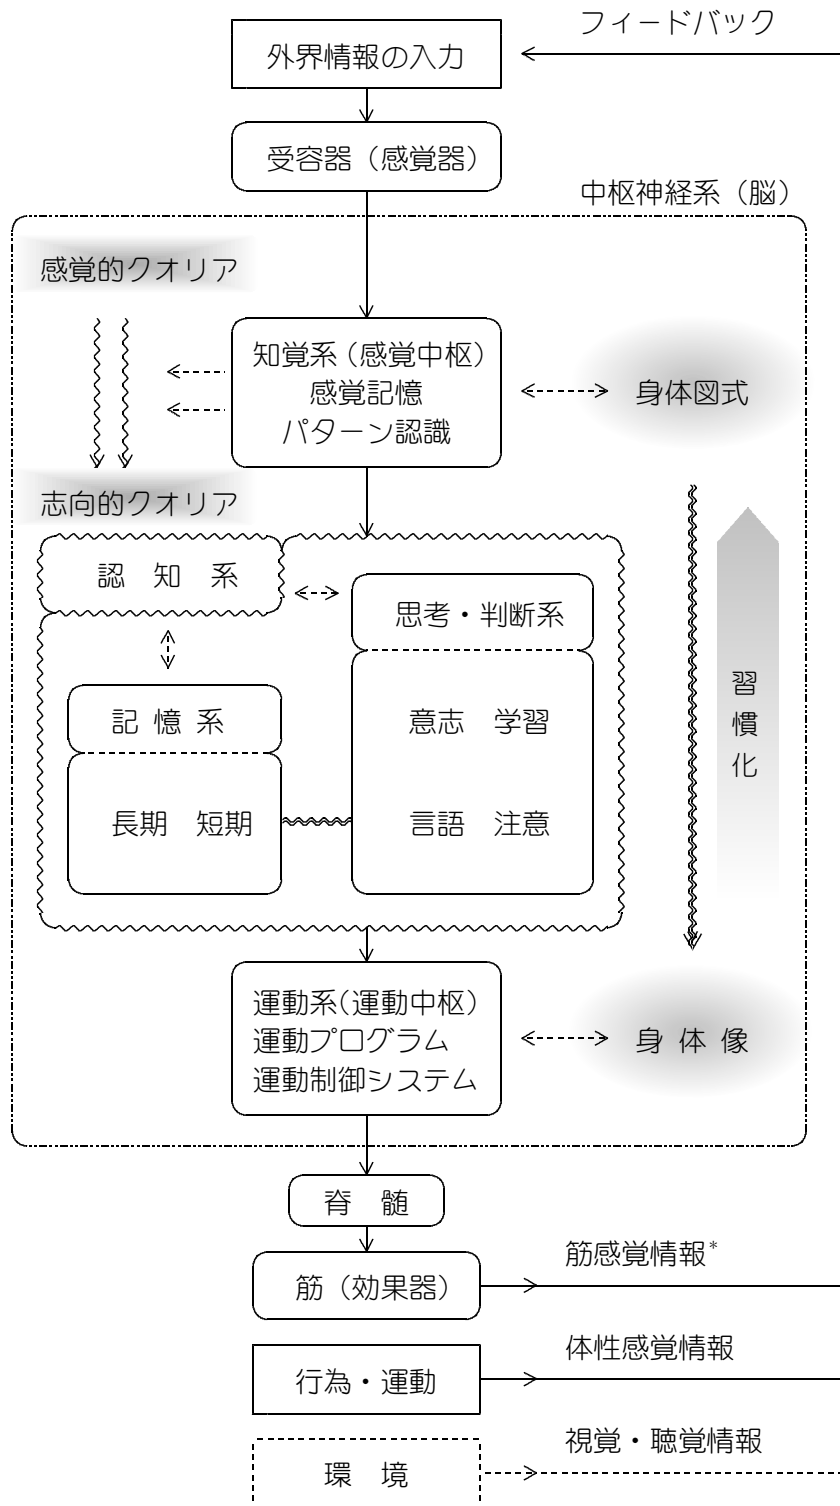 フィードバック
外界情報の入力
受容器（感覚器）
中枢神経系（脳）
感覚的クオリア
知覚系（感覚中枢）
感覚記憶
パターン認識
身体図式
志向的クオリア
認 知 系
思考・判断系
記 憶 系
意志 学習
長期 短期
言語 注意
習慣化
運動系（運動中枢）
運動プログラム
運動制御システム
身 体 像
脊 髄
筋（効果器）
筋感覚情報*
行為・運動
体性感覚情報
環 境
視覚・聴覚情報